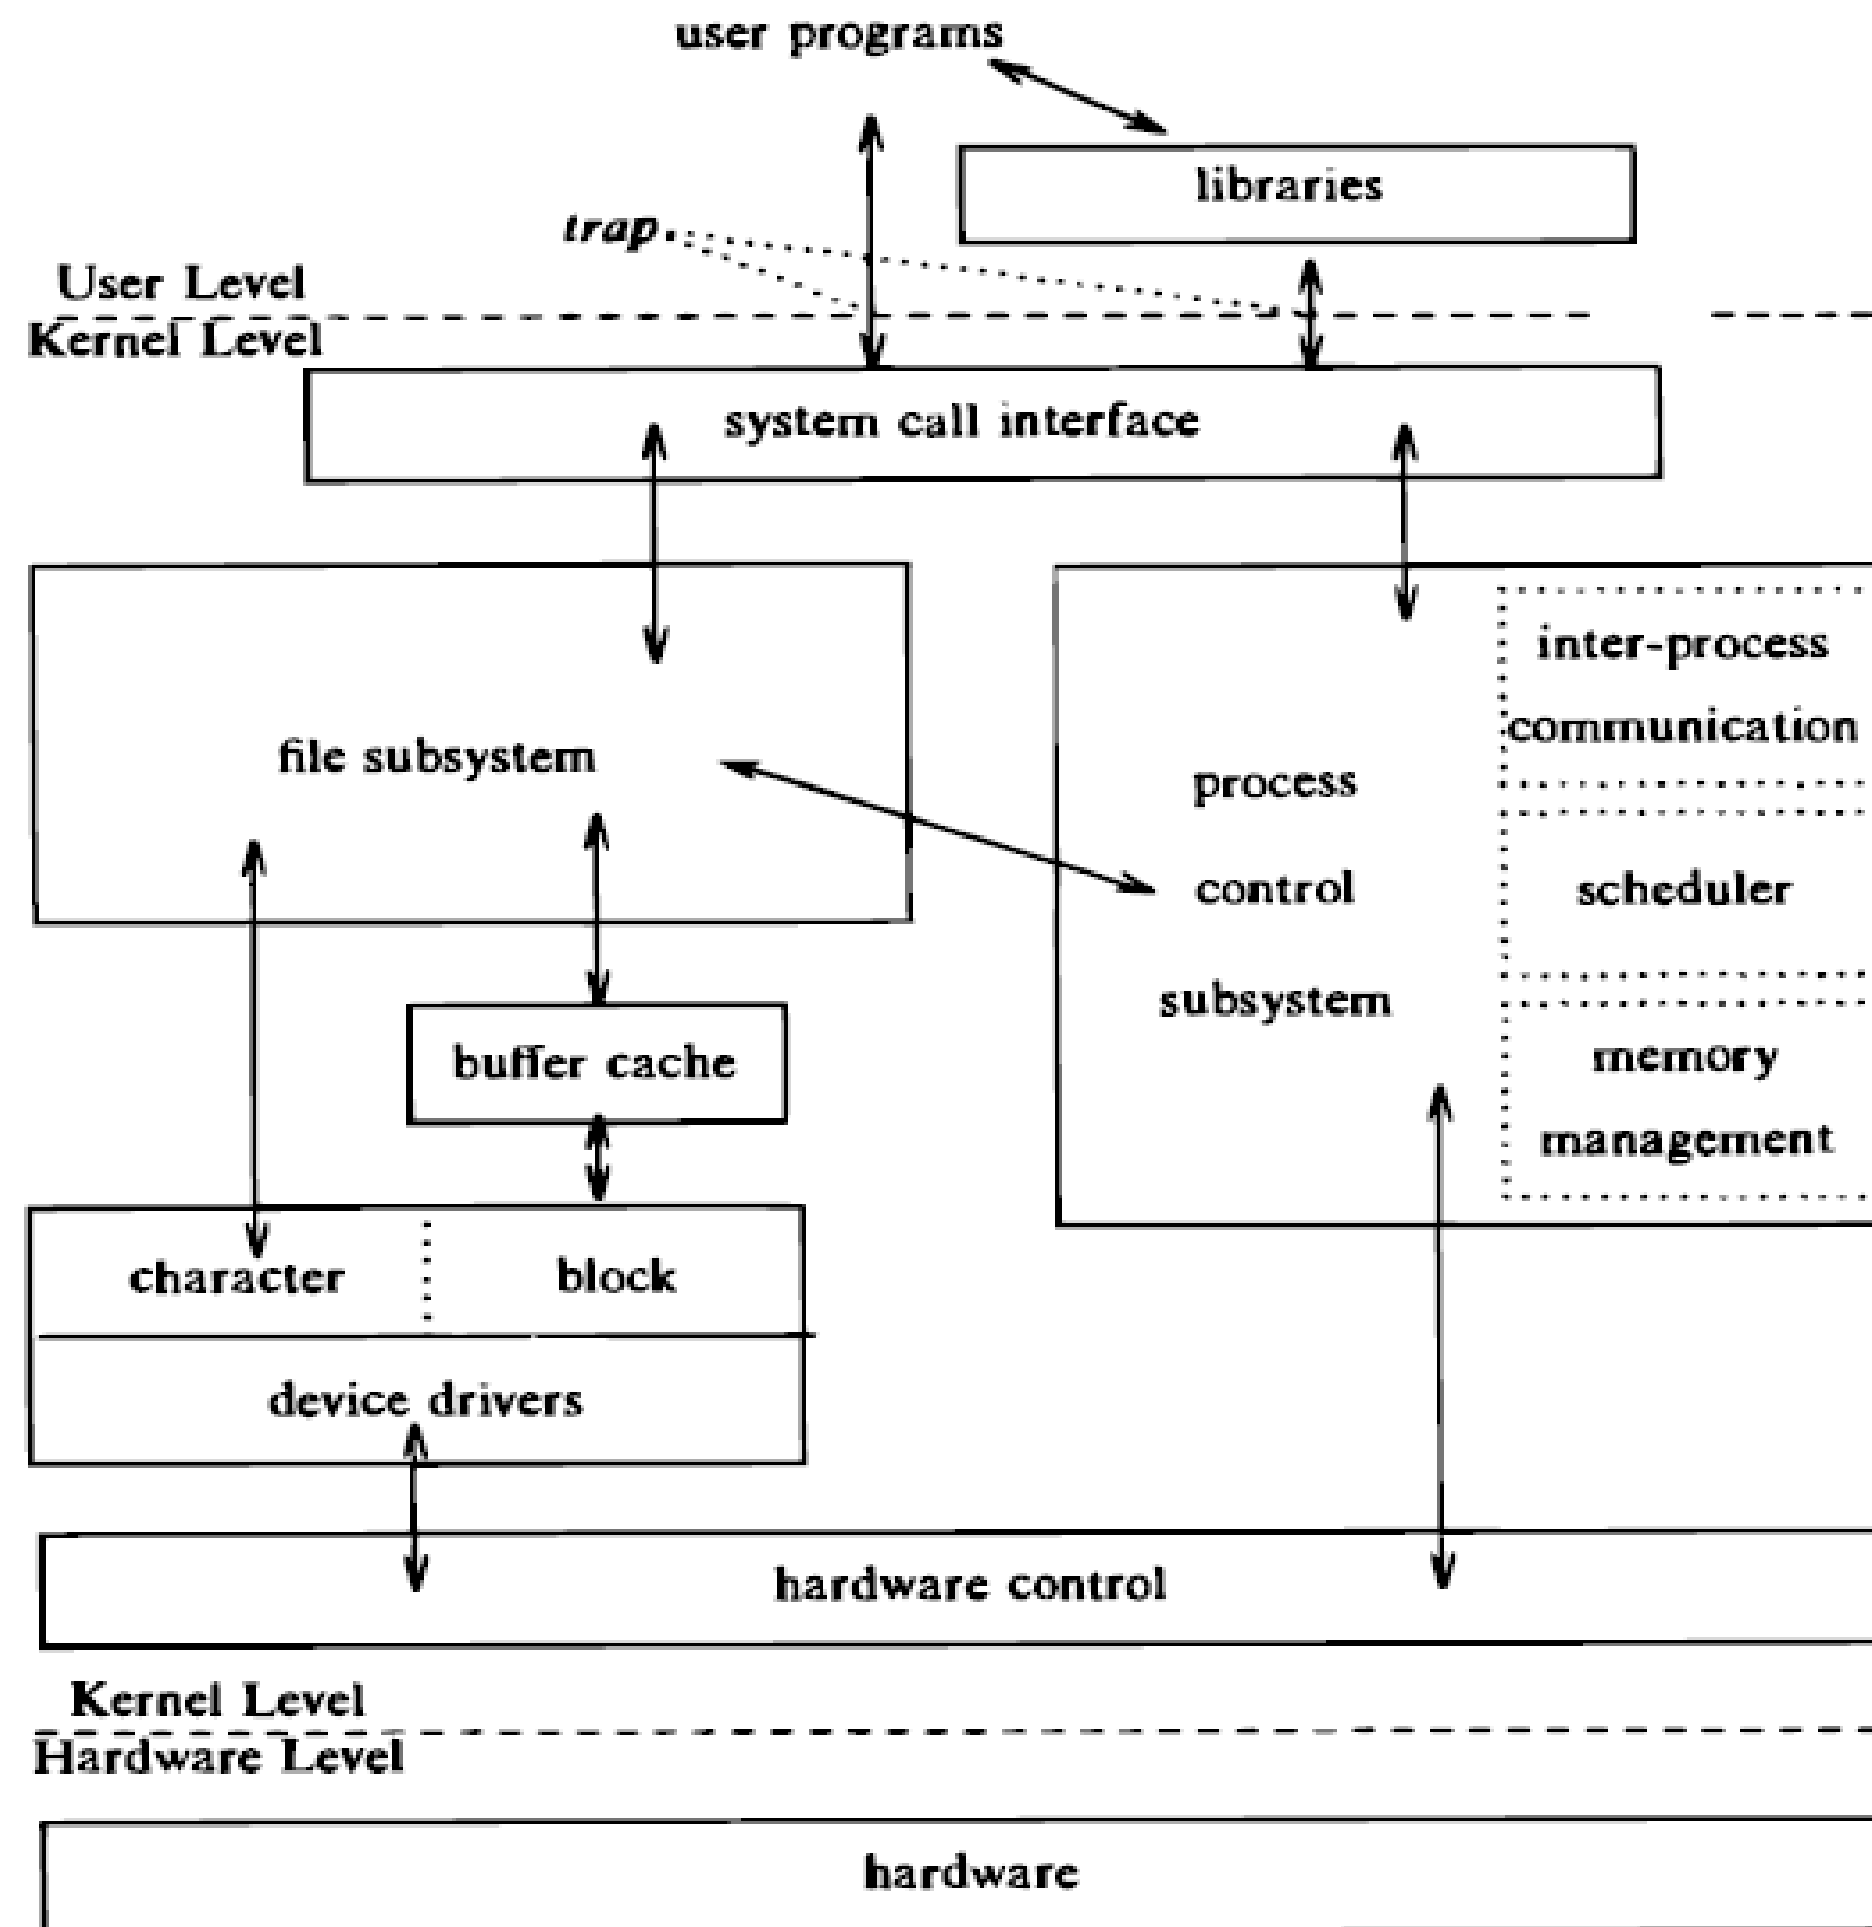 user programs
libraries
trap
User Level
Kernel Level
system call interface
inter-process
communication
file subsystem
process
control
subsystem
scheduler
memory
management
buffer cache
character
block
device drivers
hardware control
Kernel Level
Hardware Level
hardware